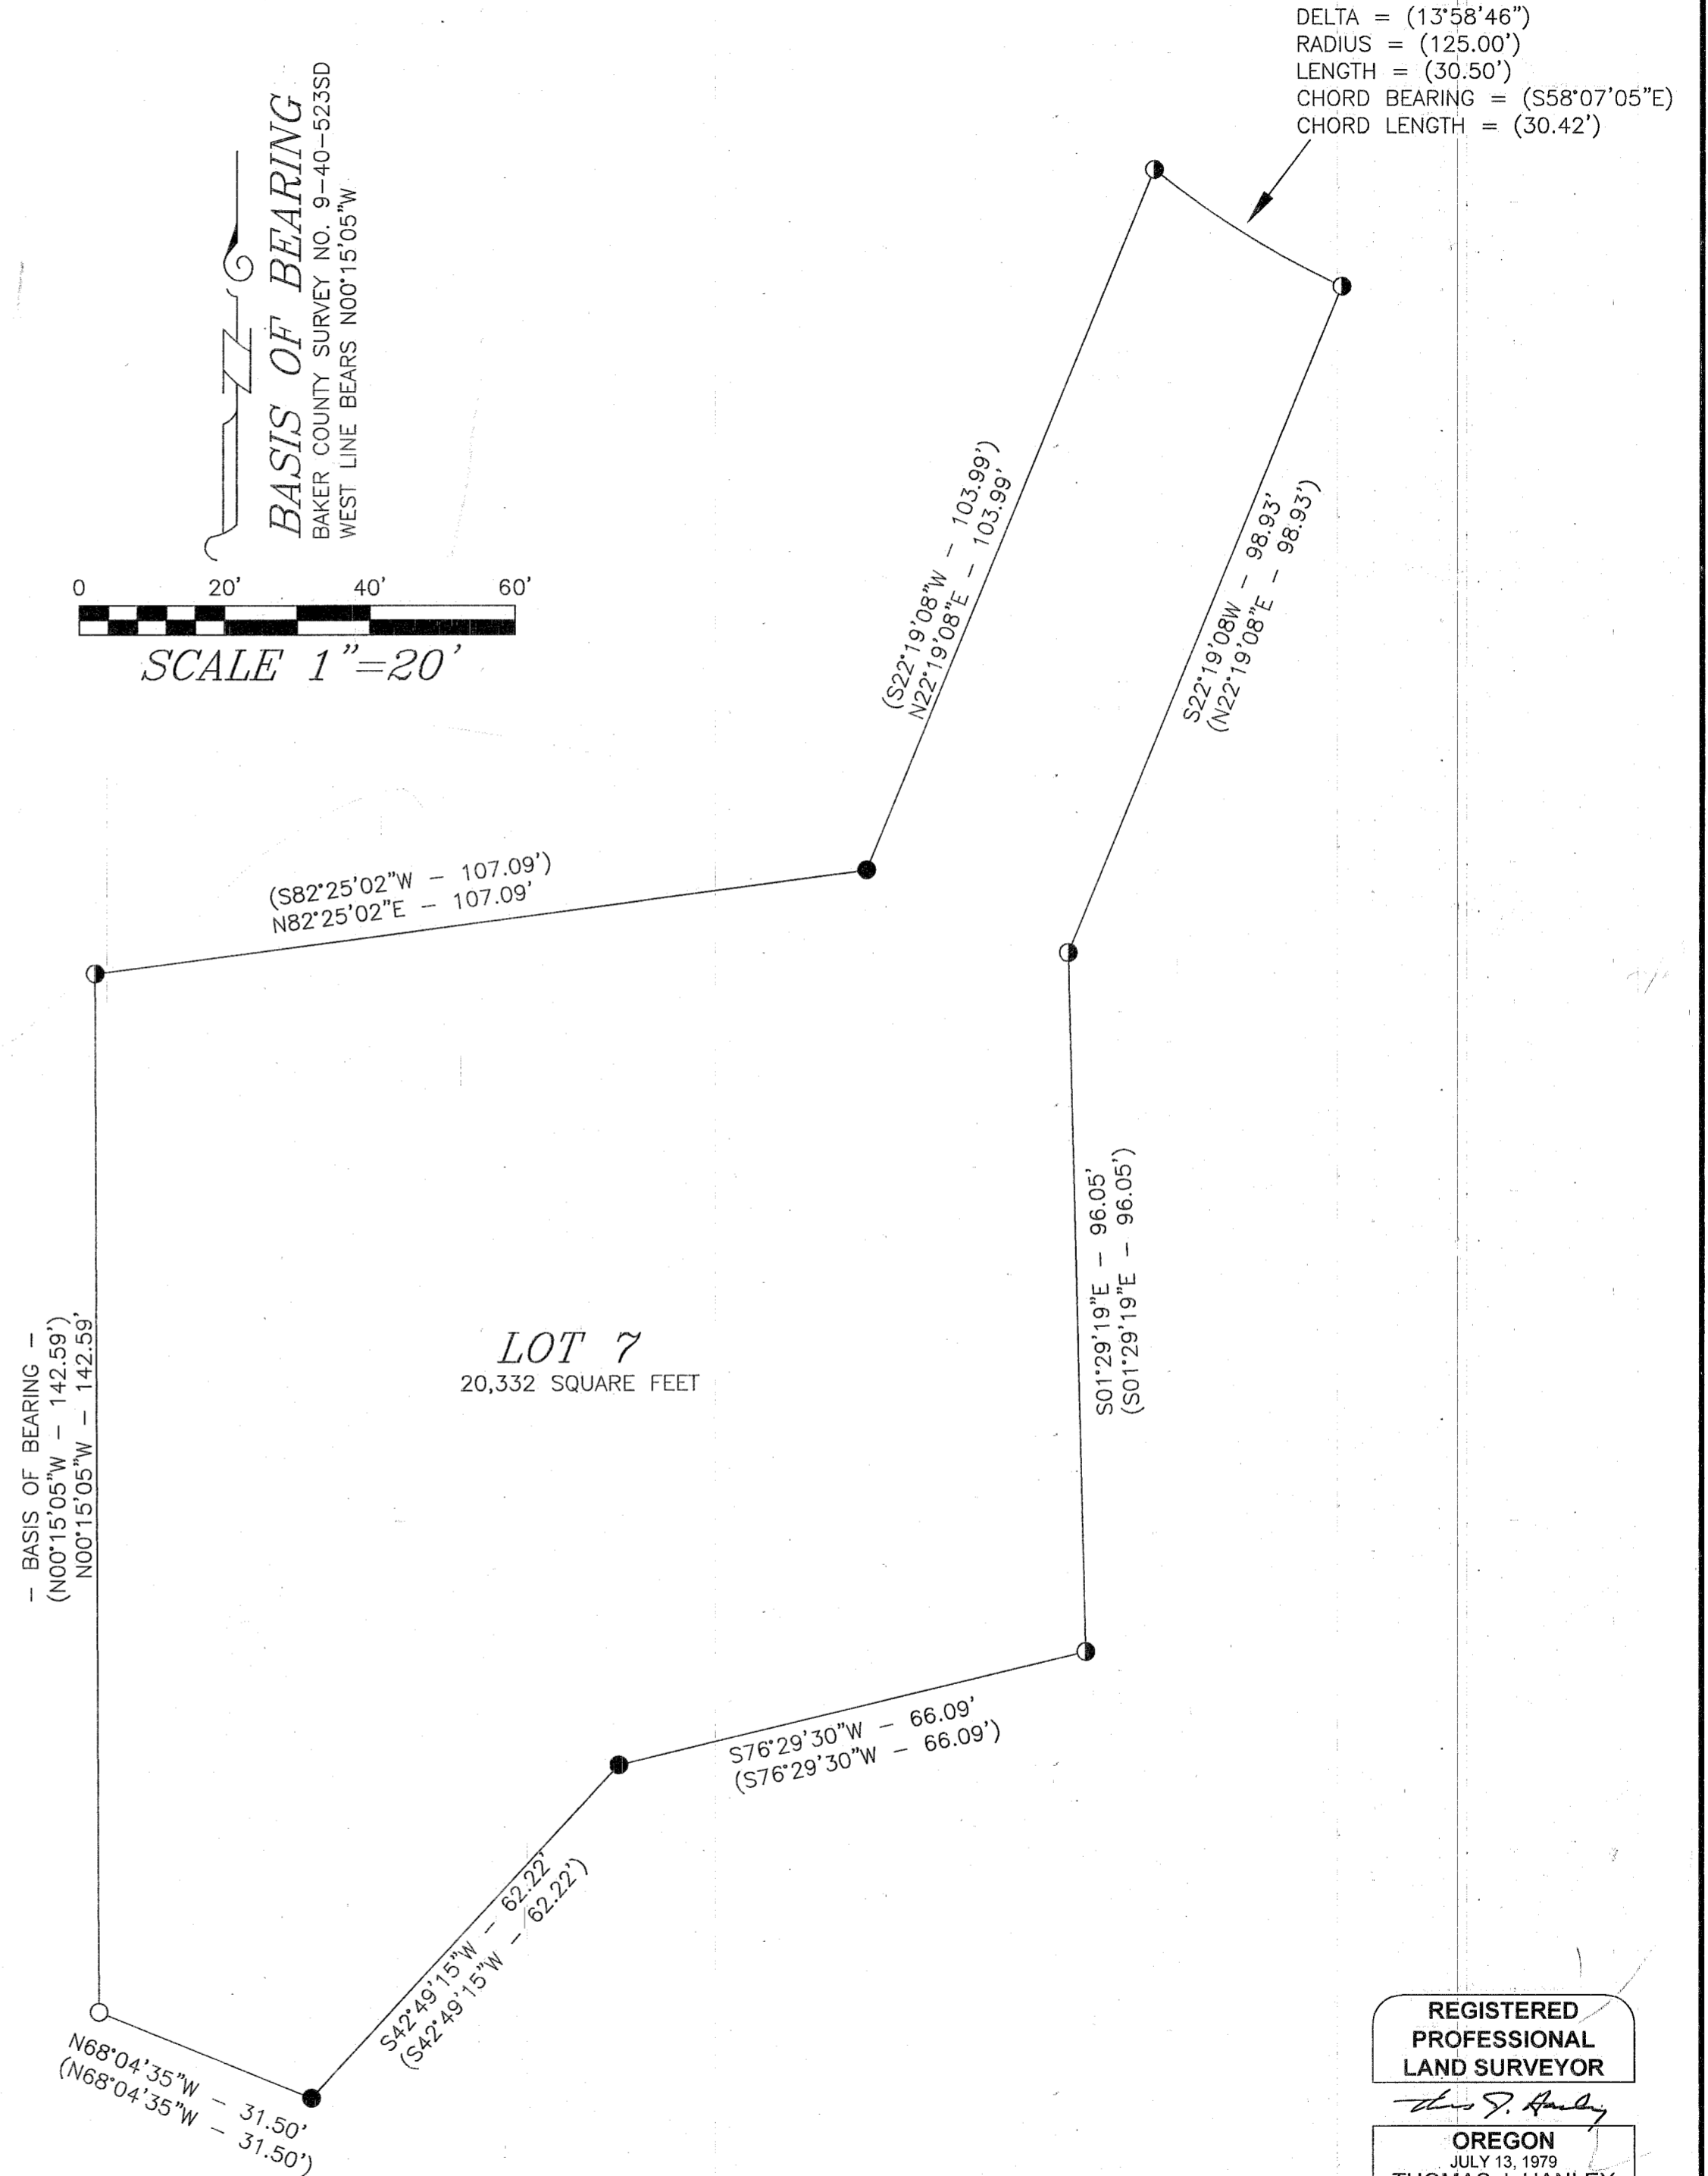 DELTA = (13°58'46")
RADIUS = (125.00')
LENGTH = (30.50')
CHORD BEARING = (S58°07'05"E)
CHORD LENGTH = (30.42')
N
BASIS OF BEARING
BAKER COUNTY SURVEY NO. 9-40-523SD
WEST LINE BEARS N00°15'05"W
0 20' 40' 60'
SCALE 1"=20'
(S22°19'08"W - 103.99')
N22°19'08"E - 103.99'
S22°19'08W - 98.93'
(N22°19'08"E - 98.93')
(S82°25'02"W - 107.09')
N82°25'02"E - 107.09'
- BASIS OF BEARING -
(N00°15'05"W - 142.59')
N00°15'05"W - 142.59'
LOT 7
20,332 SQUARE FEET
S01°29'19"E - 96.05'
(S01°29'19"E - 96.05')
S76°29'30"W - 66.09'
(S76°29'30"W - 66.09')
S42°49'15"W - 62.22'
(S42°49'15"W - 62.22')
N68°04'35"W - 31.50'
(N68°04'35"W - 31.50')
REGISTERED
PROFESSIONAL
LAND SURVEYOR
OREGON
JULY 13, 1979
THOMAS J. HANLEY